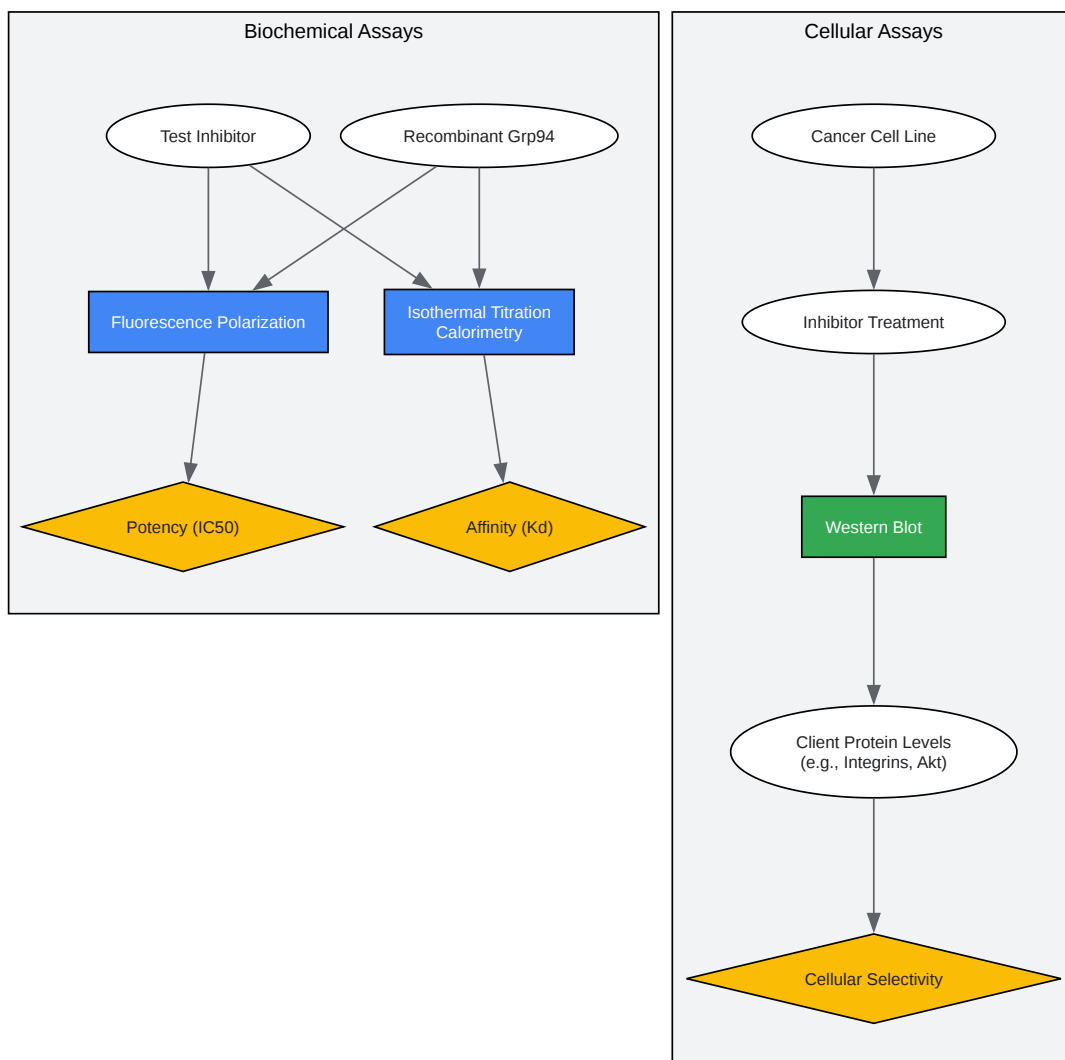 Biochemical Assays
Test Inhibitor
Recombinant Grp94
Fluorescence Polarization
Isothermal Titration
Calorimetry
Potency (IC50)
Affinity (Kd)
Cellular Assays
Cancer Cell Line
Inhibitor Treatment
Western Blot
Client Protein Levels
(e.g., Integrins, Akt)
Cellular Selectivity